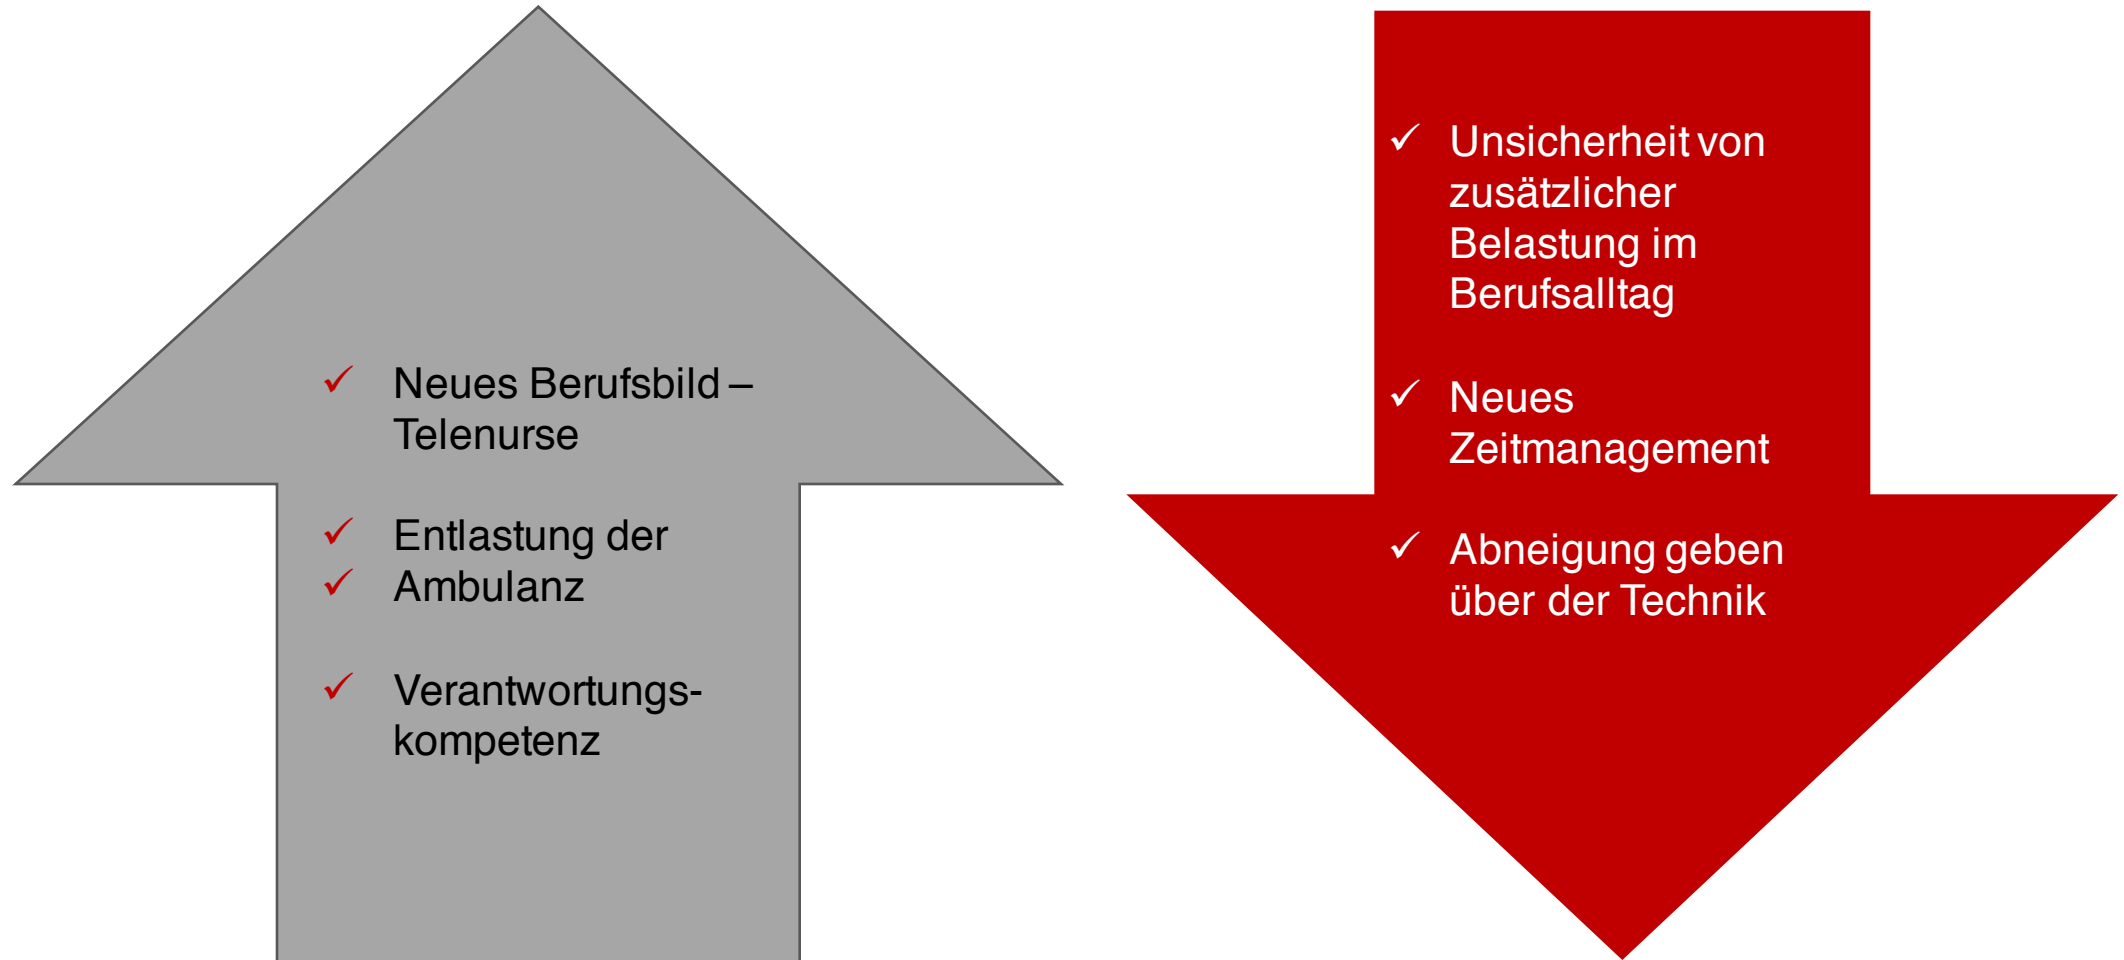 ✓ Neues Berufsbild –
Telenurse
✓ Entlastung der
✓ Ambulanz
✓ Verantwortungs-
kompetenz
✓ Unsicherheit von
zusätzlicher
Belastung im
Berufsalltag
✓ Neues
Zeitmanagement
✓ Abneigung geben
über der Technik